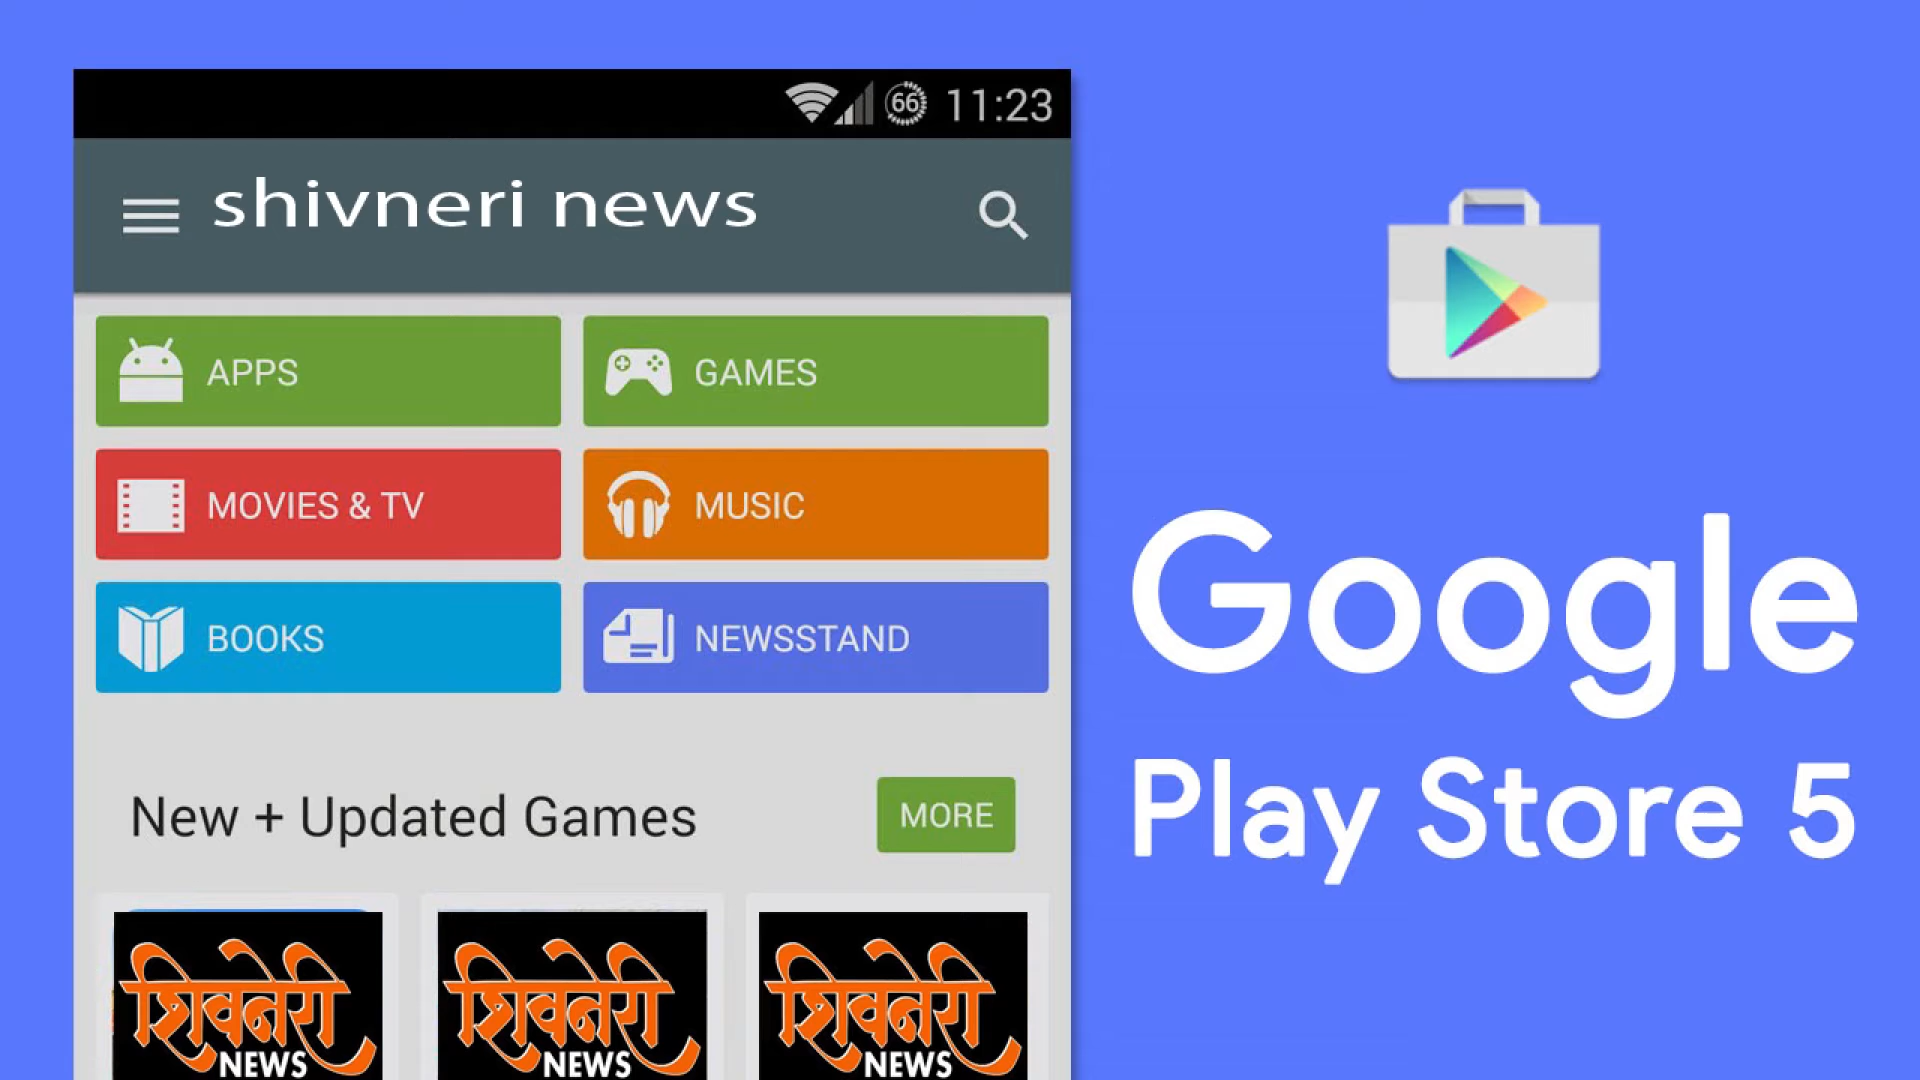 66 11:23
shivneri news
APPS
GAMES
MOVIES & TV
MUSIC
BOOKS
NEWSSTAND
New + Updated Games
MORE
शिवनेरी
NEWS
शिवनेरी
NEWS
शिवनेरी
NEWS
Google
Play Store 5